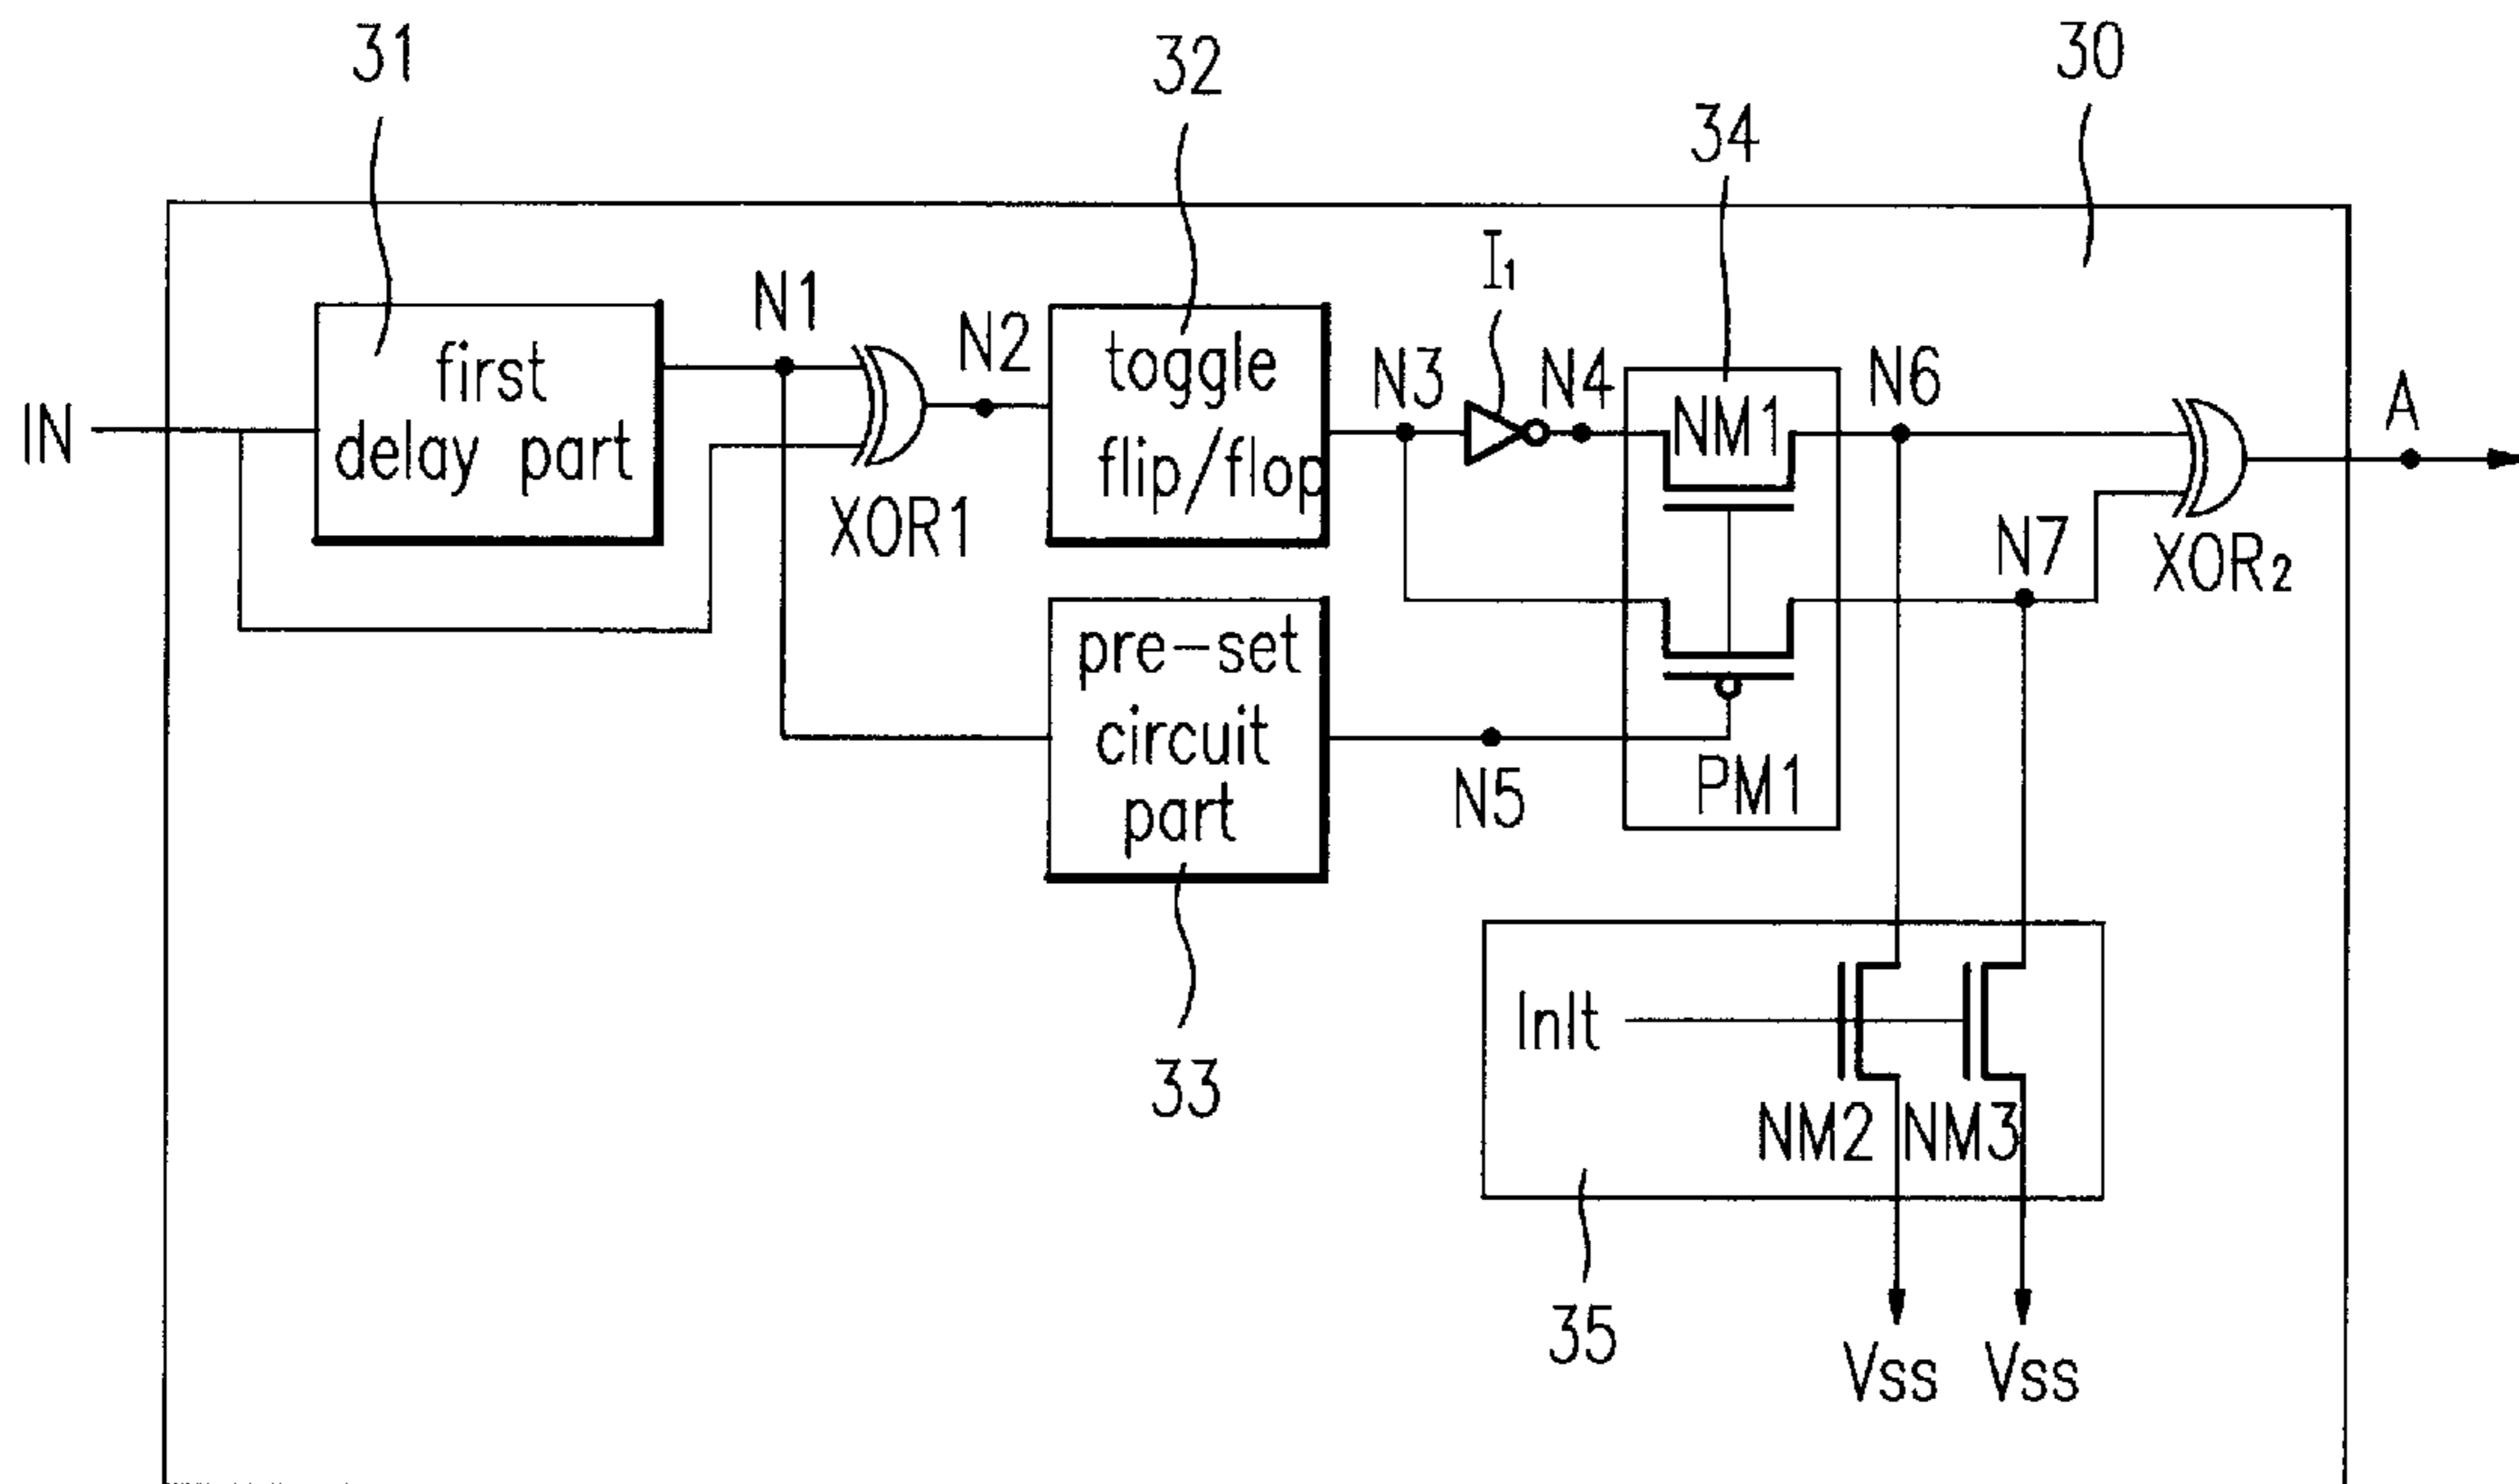 31
32
30
34
I1
N1
N2
first
delay part
toggle
flip/flop
N3
N4
NM1
N6
A
IN
XOR1
N7
XOR2
pre-set
circuit
part
N5
PM1
InIt
NM2
NM3
33
35
Vss
Vss